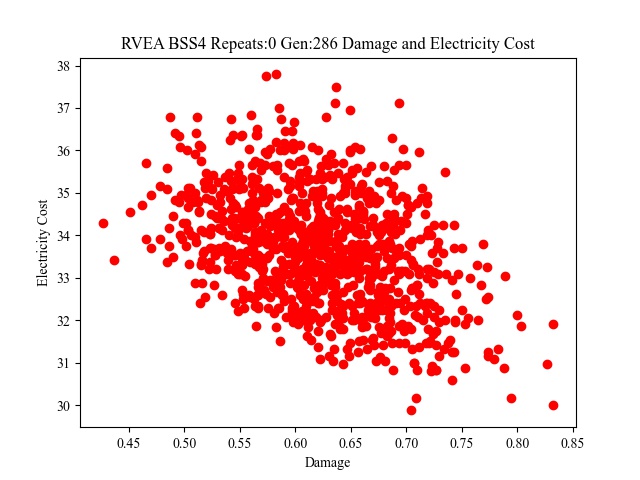 RVEA BSS4 Repeats:0 Gen:286 Damage and Electricity Cost
38
37
36
35
34
33
32
31
30
Electricity Cost
0.45 0.50 0.55 0.60 0.65 0.70 0.75 0.80 0.85
Damage